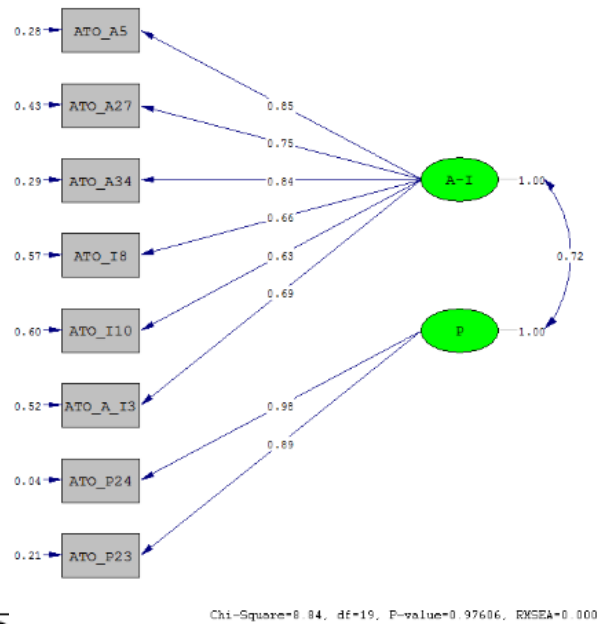 0.28 ATO_A5
0.85
0.43 ATO_A27
0.75
0.29 ATO_A34 0.84 A-I 1.00
0.66
0.57 ATO_I8 0.63 0.72
0.69
0.60 ATO_I10 P 1.00
0.52 ATO_A_I3 0.98
0.89
0.04 ATO_P24
0.21 ATO_P23
Chi-Square=8.84, df=19, P-value=0.97606, RMSEA=0.000